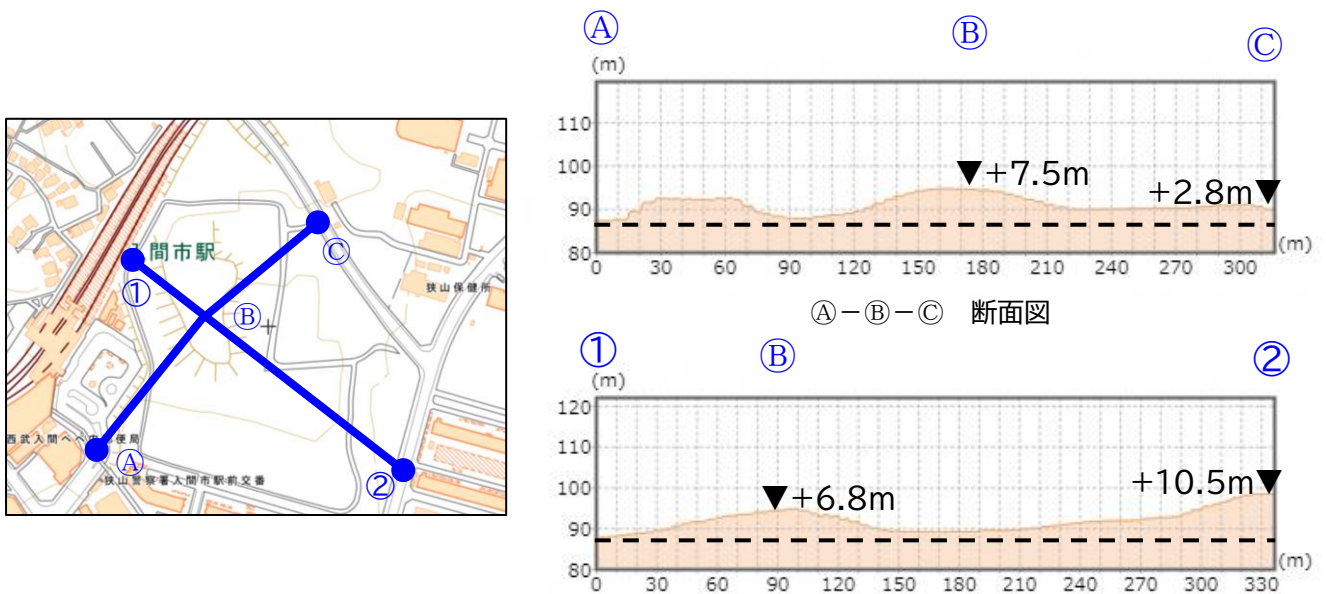 入間市駅
①
Ⓑ
Ⓒ
狭山保健所
西武入間ペペ内郵便局
Ⓐ
狭山警察署入間市駅前交番
②
Ⓐ Ⓑ Ⓒ
(m)
110
100
90
80
▼+7.5m
+2.8m▼
0 30 60 90 120 150 180 210 240 270 300 (m)
Ⓐ－Ⓑ－Ⓒ 断面図
① Ⓑ ②
(m)
120
110
100
90
80
▼+6.8m
+10.5m▼
0 30 60 90 120 150 180 210 240 270 300 330 (m)